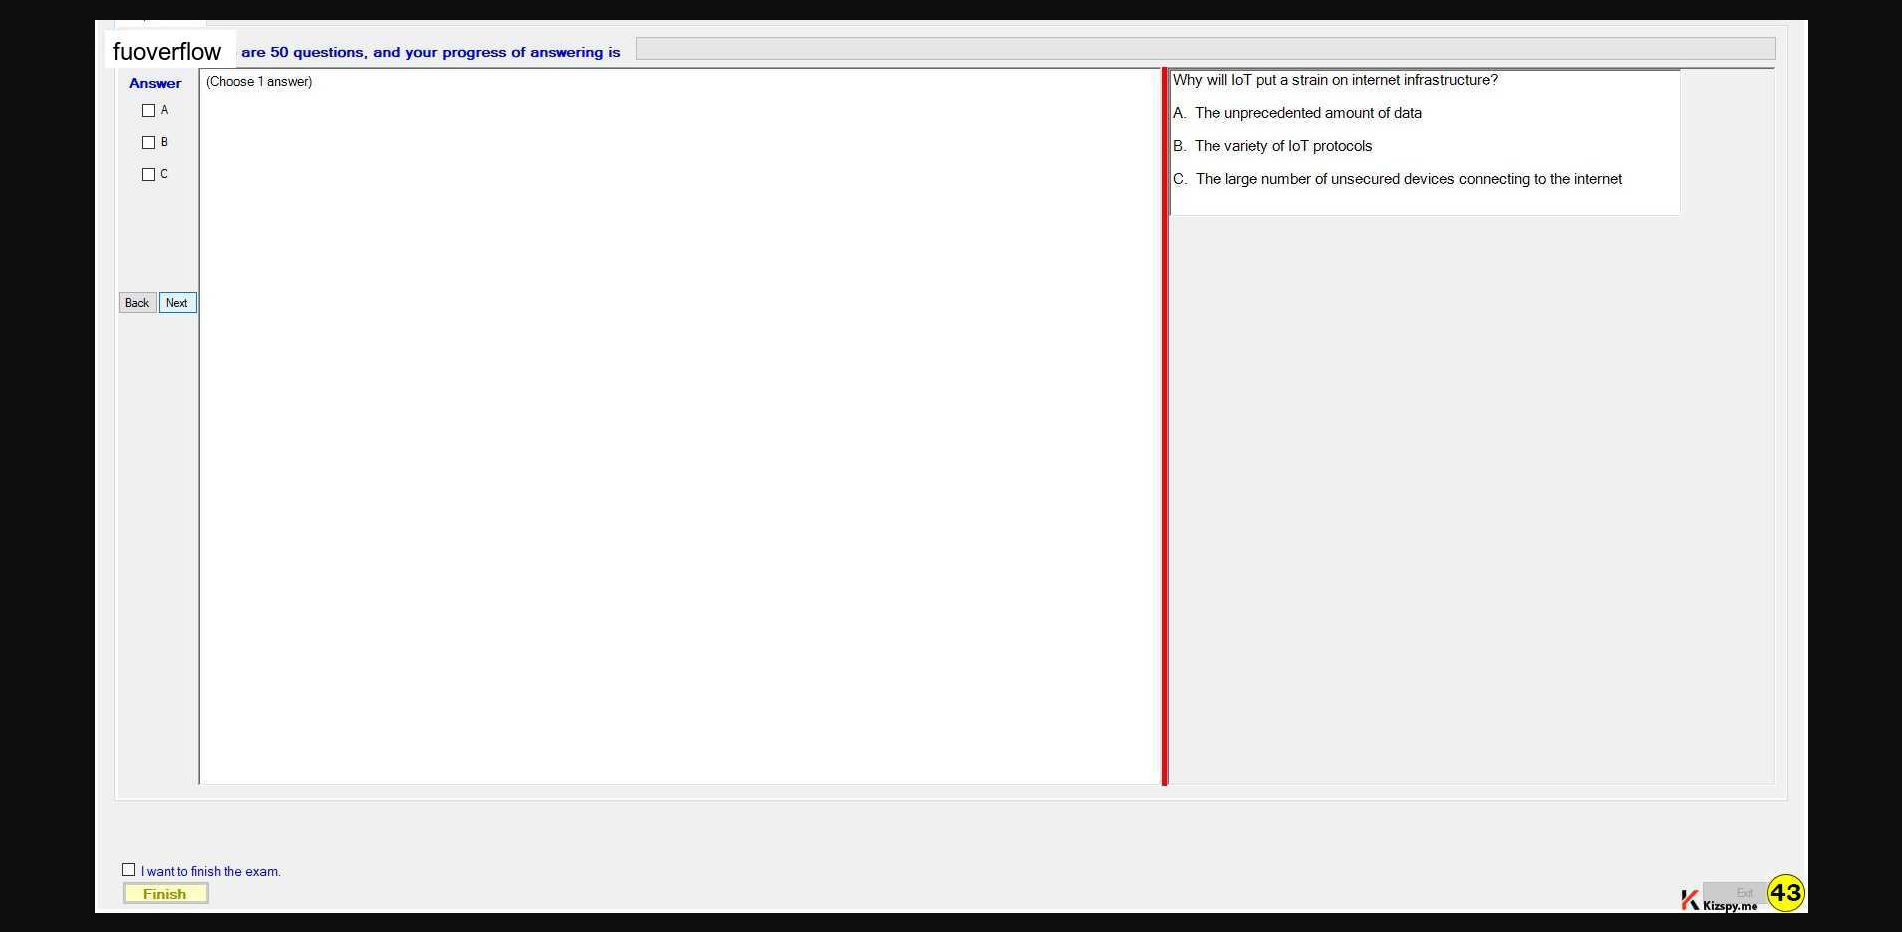 fuoverflow are 50 questions, and your progress of answering is
Answer
(Choose 1 answer)
A
B
C
Back Next
Why will IoT put a strain on internet infrastructure?
A. The unprecedented amount of data
B. The variety of IoT protocols
C. The large number of unsecured devices connecting to the internet
I want to finish the exam.
Finish
Exit
Kizspy.me
43